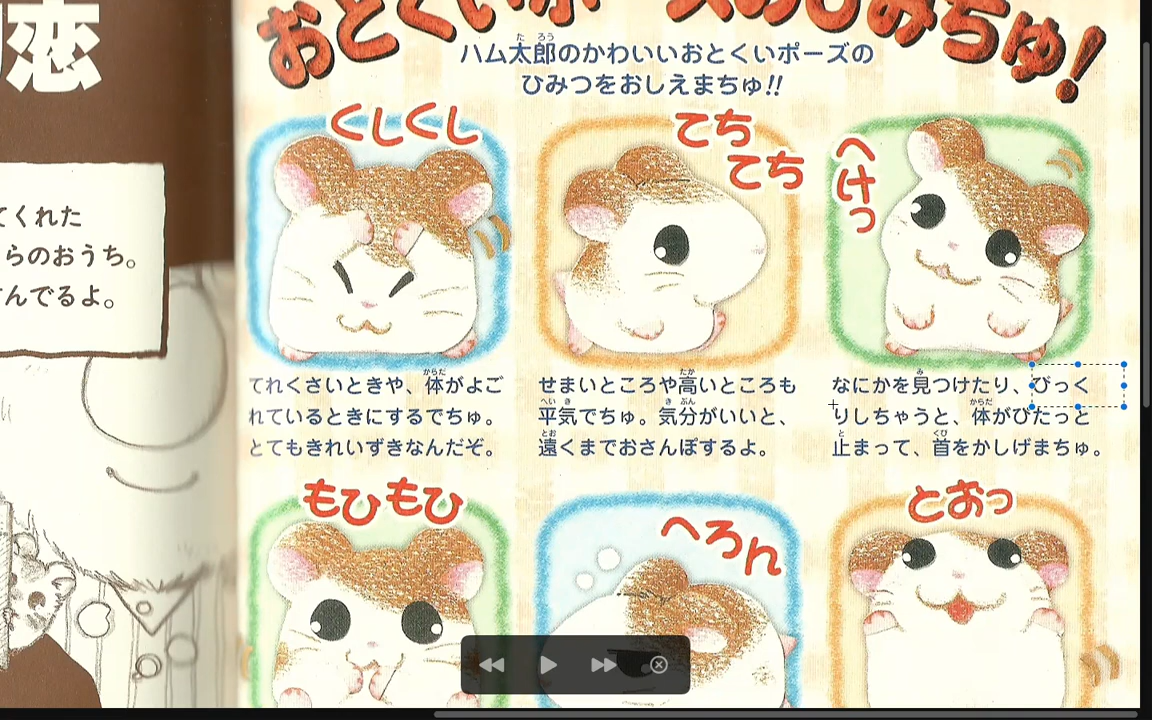 恋
てくれた
らのおうち。
んでるよ。
おとくいポーズのひみちゅ!
ハム太郎のかわいいおとくいポーズの
ひみつをおしえまちゅ!!
くしくし
てれくさいときや、体がよご
れているときにするでちゅ。
とてもきれいずきなんだぞ。
てちてち
せまいところや高いところも
平気でちゅ。気分がいいと、
遠くまでおさんぽするよ。
へけっ
なにかを見つけたり、びっく
りしちゃうと、体がぴたっと
止まって、首をかしげまちゅ。
もひもひ
へろん
とおっ